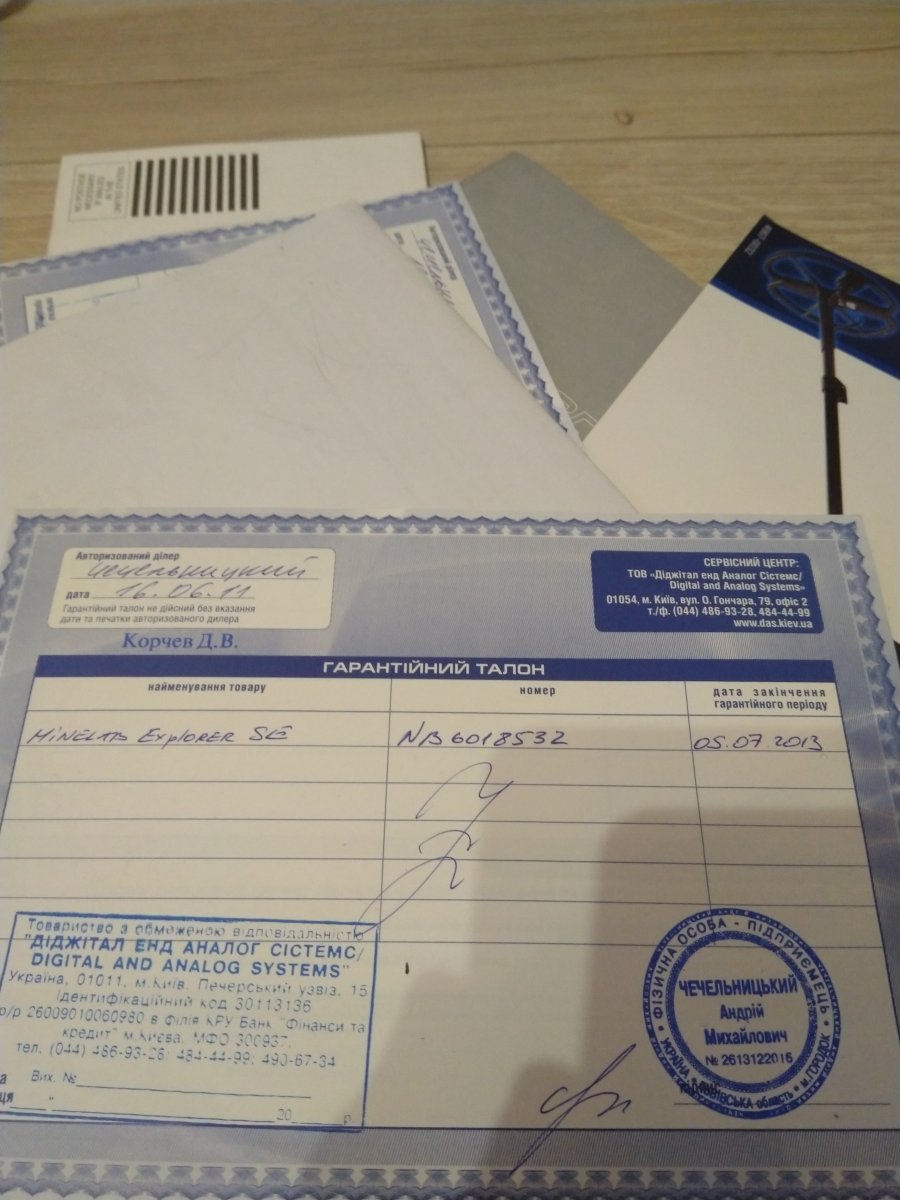 Авторизований ділер
Чечельницкий
дата 16.06.11
Гарантійний талон не дійсний без вказання
дати та печатки авторизованого дилера
Корчев Д.В.
СЕРВІСНИЙ ЦЕНТР:
ТОВ «Діджітал енд Аналог Сістемс/
Digital and Analog Systems»
01054, м. Київ, вул. О. Гончара, 79, офіс 2
т./ф. (044) 486-93-28, 484-44-99
www.das.kiev.ua
ГАРАНТІЙНИЙ ТАЛОН
найменування товару
номер
дата закінчення
гарантійного періоду
Minelab Explorer SE
NB6018532
05.07.2013
Товариство з обмеженою відповідальністю
"ДІДЖІТАЛ ЕНД АНАЛОГ СІСТЕМС/
DIGITAL AND ANALOG SYSTEMS"
Україна, 01011, м.Київ, Печерський узвіз, 15
Ідентифікаційний код 30113136
р/р 26009010060980 в Філія КРУ Банк "Фінанси та
кредит" м.Києва, МФО 300937,
тел. (044) 486-93-28; 484-44-99; 490-67-34
Вих. №
" 20 р
ФІЗИЧНА ОСОБА - ПІДПРИЄМЕЦЬ
ЧЕЧЕЛЬНИЦЬКИЙ
Андрій
Михайлович
№ 2613122016
УКРАЇНА
область
м.ГОРОДОК